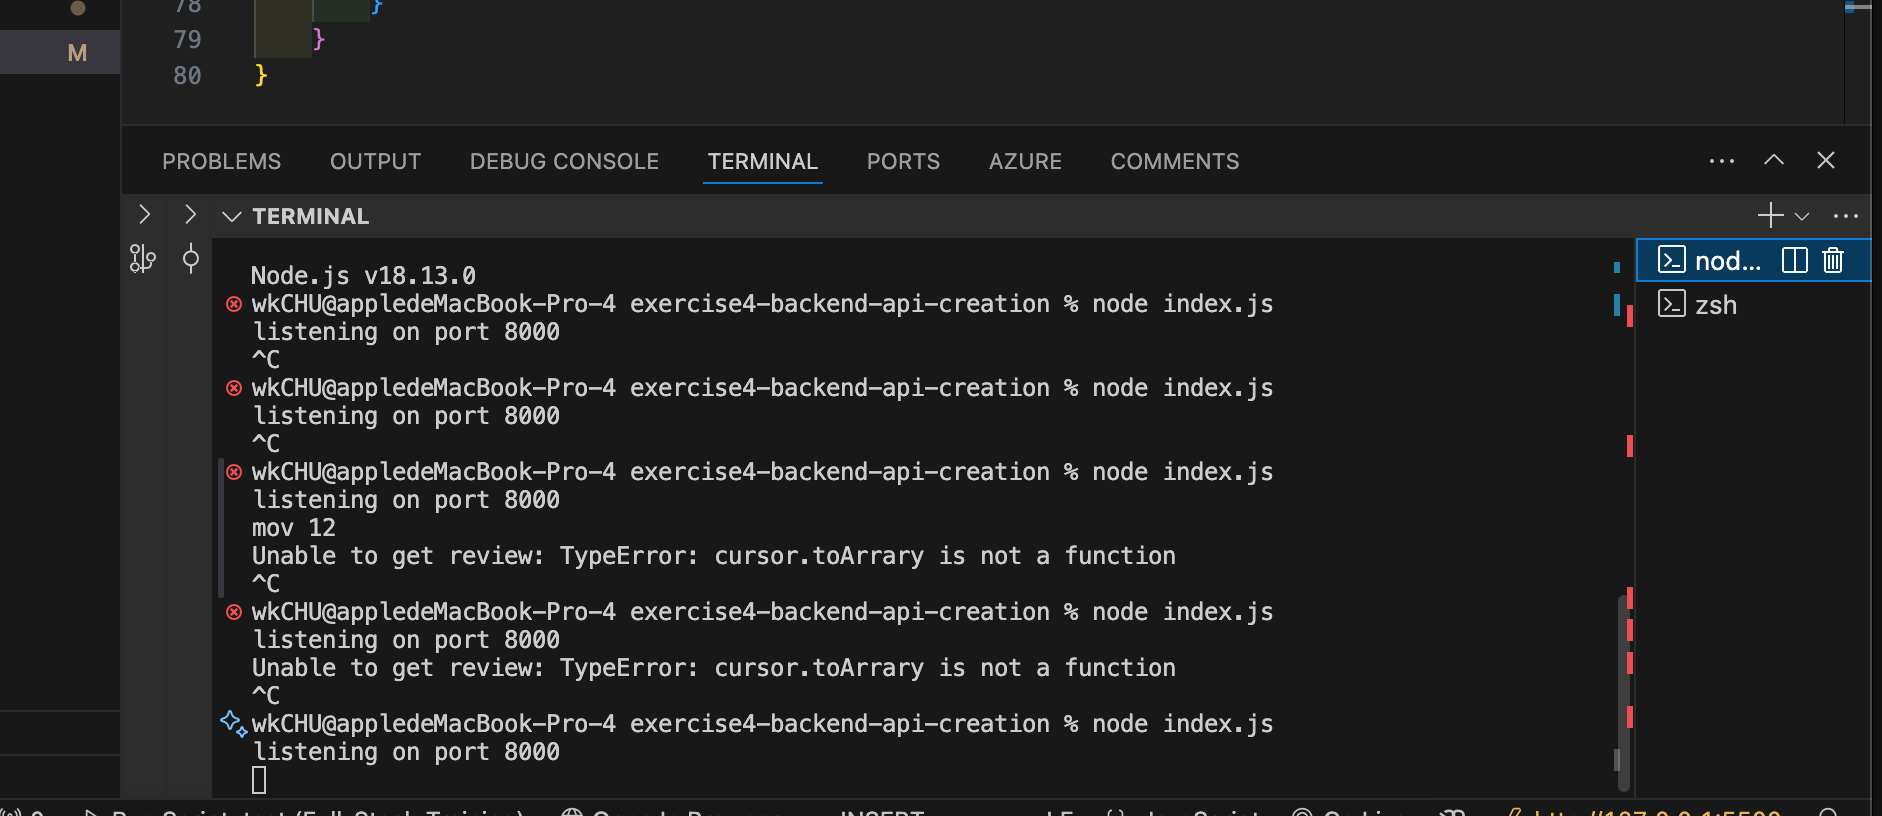 78 }
M
79 }
80 }
PROBLEMS OUTPUT DEBUG CONSOLE TERMINAL PORTS AZURE COMMENTS
TERMINAL
nod...
zsh
Node.js v18.13.0
wkCHU@appledeMacBook-Pro-4 exercise4-backend-api-creation % node index.js
listening on port 8000
^C
wkCHU@appledeMacBook-Pro-4 exercise4-backend-api-creation % node index.js
listening on port 8000
^C
wkCHU@appledeMacBook-Pro-4 exercise4-backend-api-creation % node index.js
listening on port 8000
mov 12
Unable to get review: TypeError: cursor.toArrary is not a function
^C
wkCHU@appledeMacBook-Pro-4 exercise4-backend-api-creation % node index.js
listening on port 8000
Unable to get review: TypeError: cursor.toArrary is not a function
^C
wkCHU@appledeMacBook-Pro-4 exercise4-backend-api-creation % node index.js
listening on port 8000
INSERT